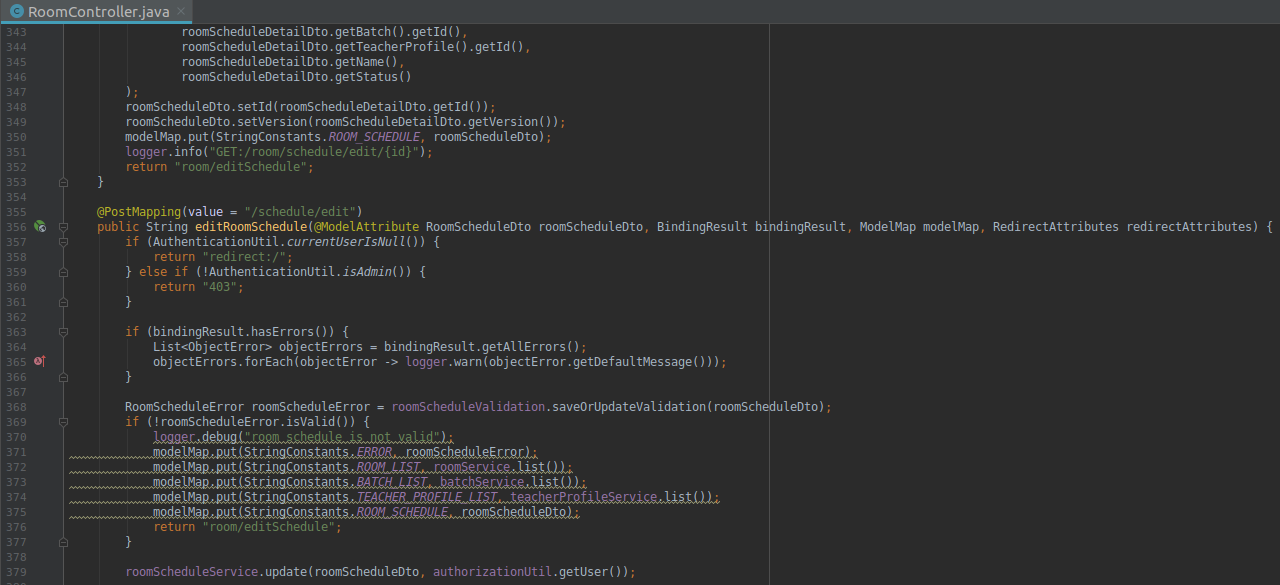 RoomController.java
343 roomScheduleDetailDto.getBatch().getId(),
344 roomScheduleDetailDto.getTeacherProfile().getId(),
345 roomScheduleDetailDto.getName(),
346 roomScheduleDetailDto.getStatus()
347 );
348 roomScheduleDto.setId(roomScheduleDetailDto.getId());
349 roomScheduleDto.setVersion(roomScheduleDetailDto.getVersion());
350 modelMap.put(StringConstants.ROOM_SCHEDULE, roomScheduleDto);
351 logger.info("GET:/room/schedule/edit/{id}");
352 return "room/editSchedule";
353 }
354
355 @PostMapping(value = "/schedule/edit")
356 public String editRoomSchedule(@ModelAttribute RoomScheduleDto roomScheduleDto, BindingResult bindingResult, ModelMap modelMap, RedirectAttributes redirectAttributes) {
357 if (AuthenticationUtil.currentUserIsNull()) {
358 return "redirect:/";
359 } else if (!AuthenticationUtil.isAdmin()) {
360 return "403";
361 }
362
363 if (bindingResult.hasErrors()) {
364 List<ObjectError> objectErrors = bindingResult.getAllErrors();
365 objectErrors.forEach(objectError -> logger.warn(objectError.getDefaultMessage()));
366 }
367
368 RoomScheduleError roomScheduleError = roomScheduleValidation.saveOrUpdateValidation(roomScheduleDto);
369 if (!roomScheduleError.isValid()) {
370 logger.debug("room schedule is not valid");
371 modelMap.put(StringConstants.ERROR, roomScheduleError);
372 modelMap.put(StringConstants.ROOM_LIST, roomService.list());
373 modelMap.put(StringConstants.BATCH_LIST, batchService.list());
374 modelMap.put(StringConstants.TEACHER_PROFILE_LIST, teacherProfileService.list());
375 modelMap.put(StringConstants.ROOM_SCHEDULE, roomScheduleDto);
376 return "room/editSchedule";
377 }
378
379 roomScheduleService.update(roomScheduleDto, authorizationUtil.getUser());